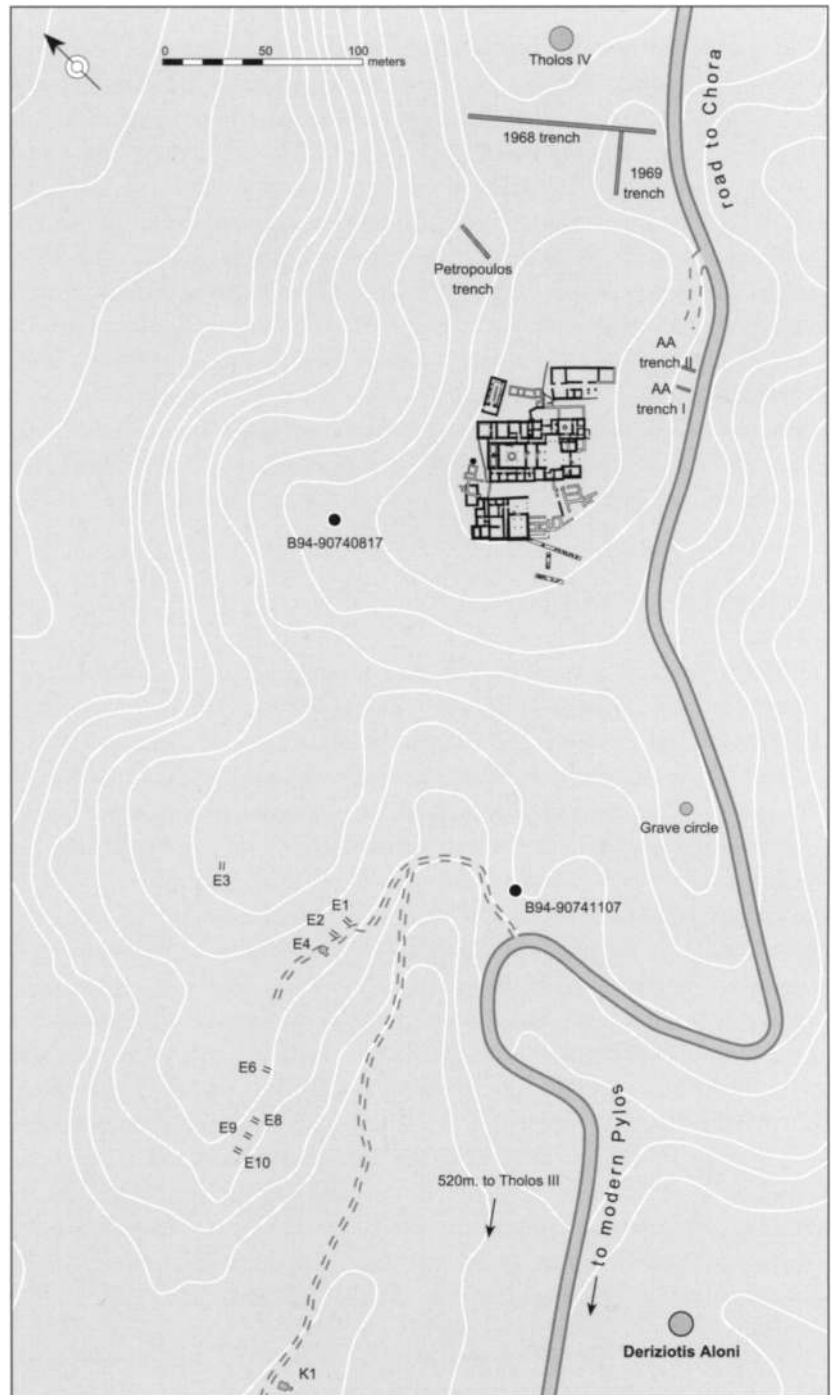 0 50 100
meters
Tholos IV
road to Chora
1968 trench
1969
trench
Petropoulos
trench
AA
trench II
AA
trench I
B94-90740817
Grave circle
E3
B94-90741107
E1
E2
E4
E6
E8
E9
E10
520m. to Tholos III
to modern Pylos
Deriziotis Aloni
K1